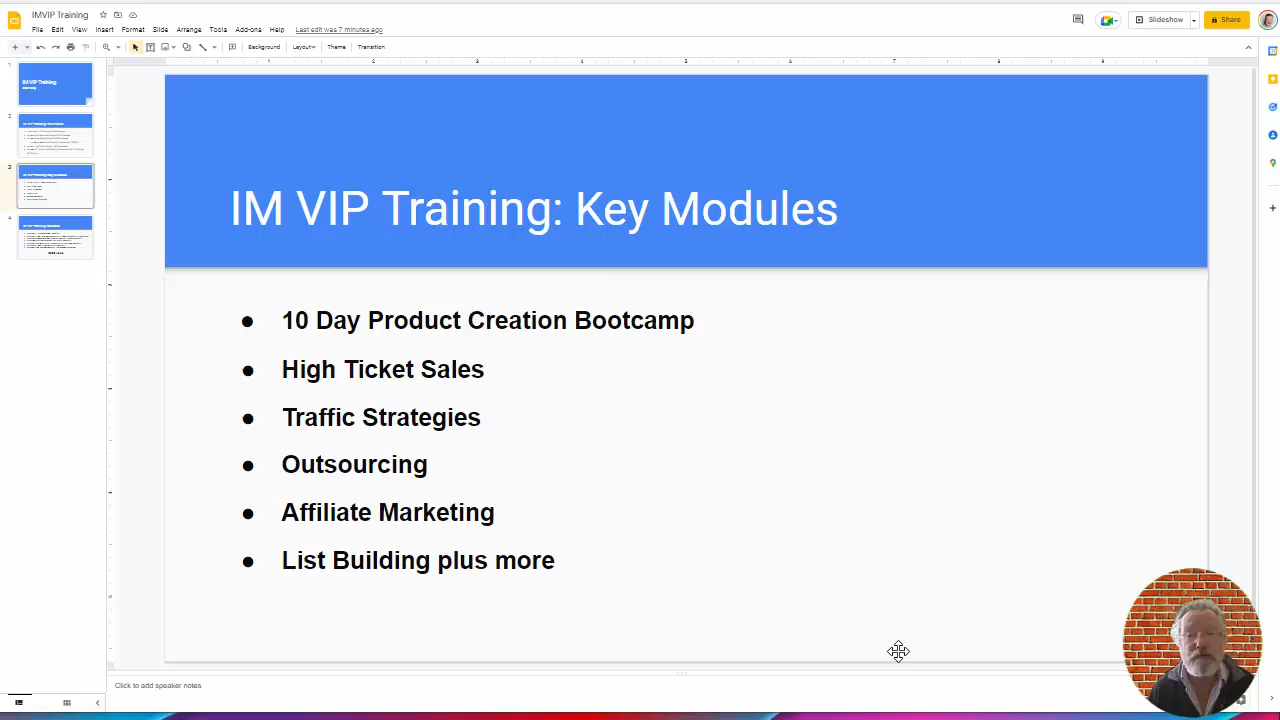 IMVIP Training
File Edit View Insert Format Slide Arrange Tools Add-ons Help Last edit was 7 minutes ago
Slideshow
Share
Background Layout Theme Transition
IM VIP Training: Key Modules
● 10 Day Product Creation Bootcamp
● High Ticket Sales
● Traffic Strategies
● Outsourcing
● Affiliate Marketing
● List Building plus more
Click to add speaker notes